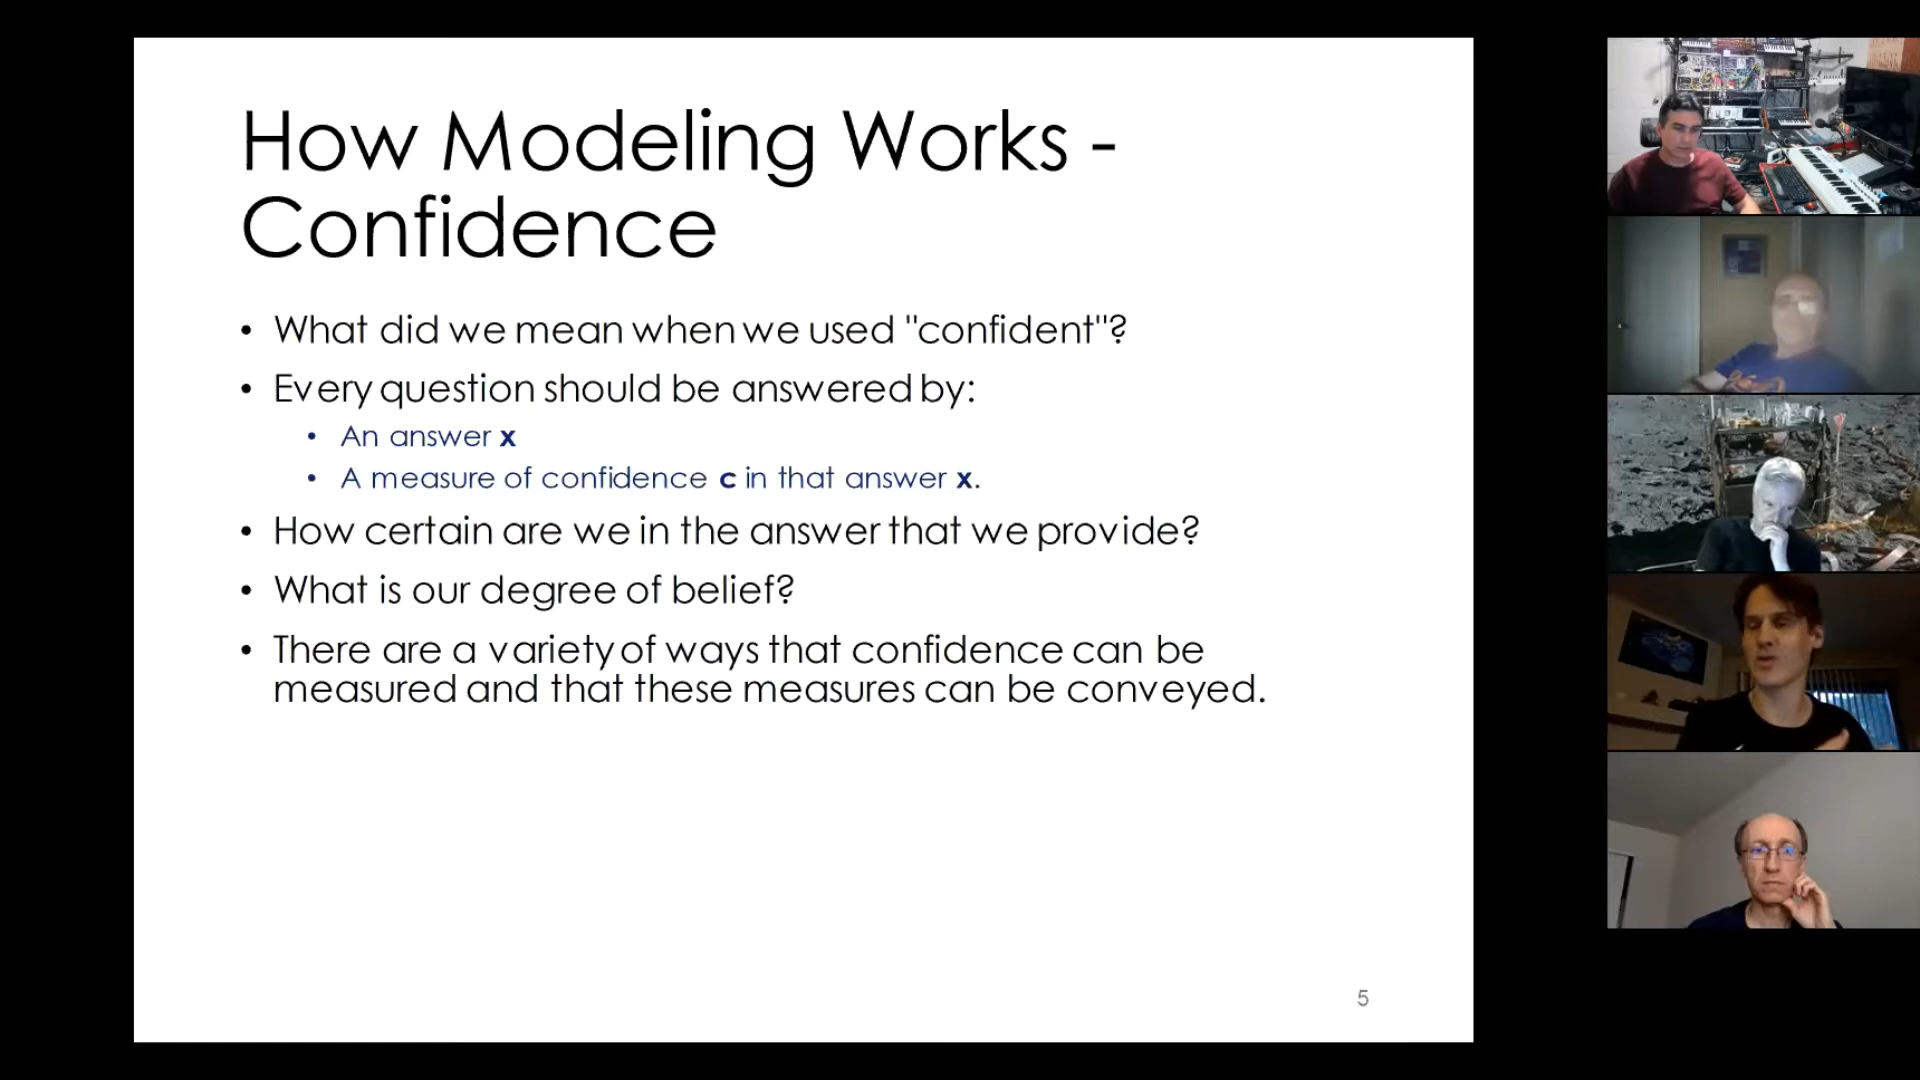 How Modeling Works -
Confidence
• What did we mean when we used "confident"?
• Every question should be answered by:
• An answer x
• A measure of confidence c in that answer x.
• How certain are we in the answer that we provide?
• What is our degree of belief?
• There are a variety of ways that confidence can be
measured and that these measures can be conveyed.
5